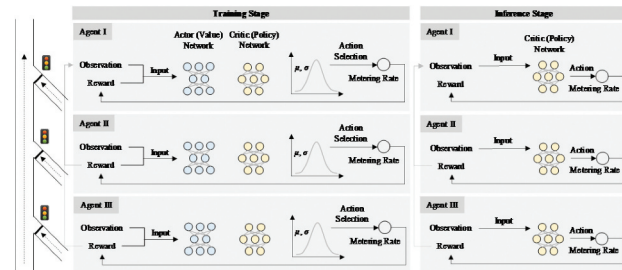 Training Stage
Agent I
Actor (Value)
Network
Critic (Policy)
Network
Action
Selection
Observation
Input
μ, σ
Reward
Metering Rate
Agent II
Action
Selection
Observation
Input
μ, σ
Reward
Metering Rate
Agent III
Action
Selection
Observation
Input
μ, σ
Reward
Metering Rate
Inference Stage
Agent I
Critic (Policy)
Network
Observation
Input
Action
Reward
Metering Rate
Agent II
Observation
Input
Action
Reward
Metering Rate
Agent III
Observation
Input
Action
Reward
Metering Rate